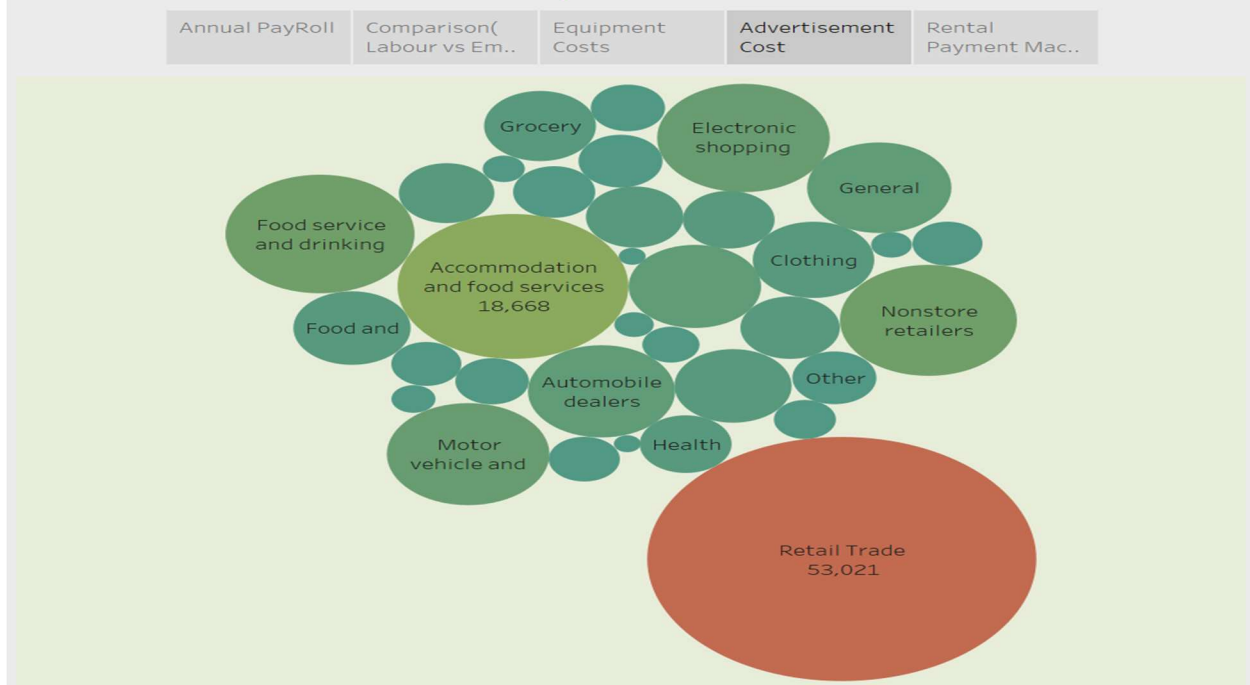 Annual PayRoll
Comparison(
Labour vs Em..
Equipment
Costs
Advertisement
Cost
Rental
Payment Mac..
Grocery
Electronic
shopping
General
Food service
and drinking
Accommodation
and food services
18,668
Clothing
Food and
Nonstore
retailers
Automobile
dealers
Other
Motor
vehicle and
Health
Retail Trade
53,021